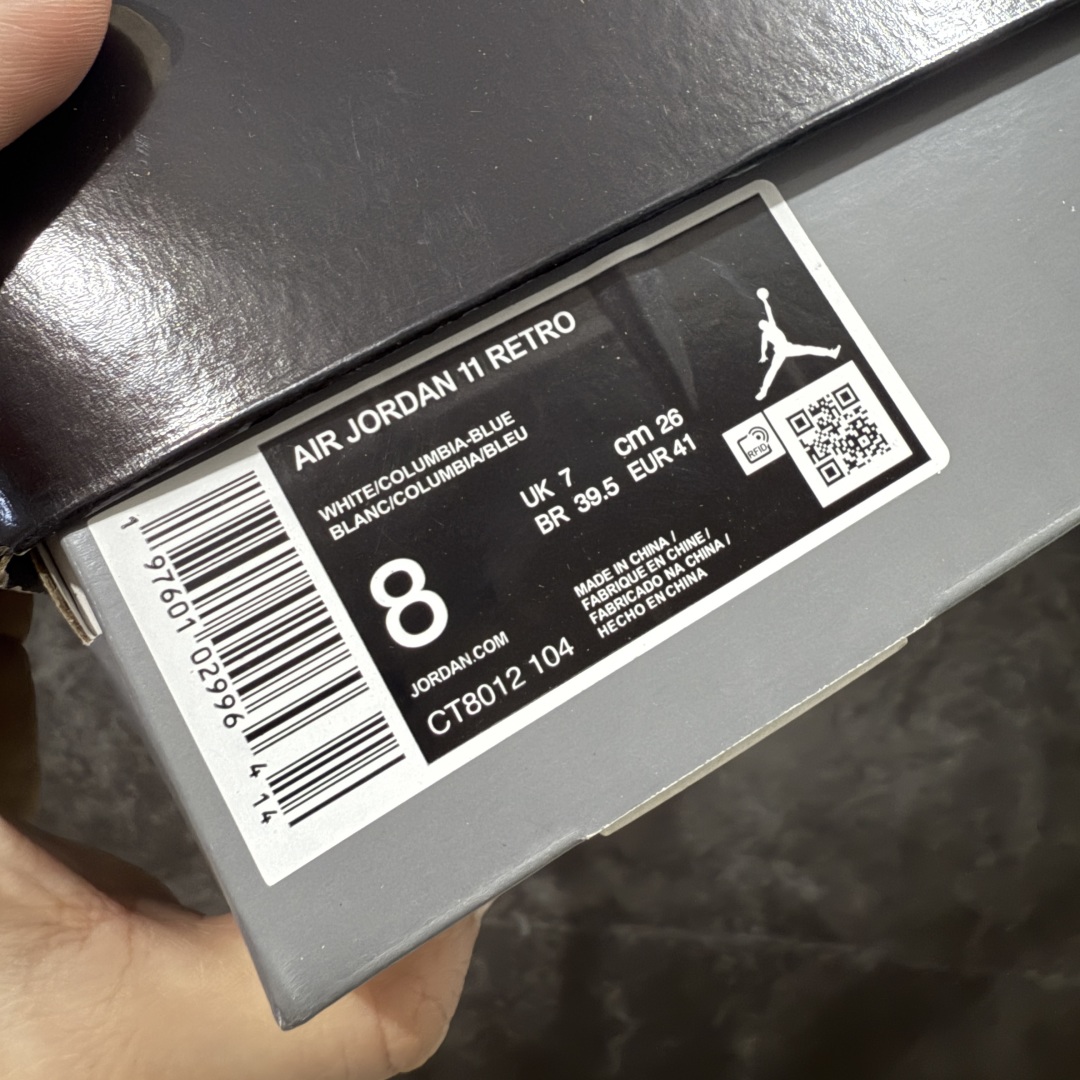 AIR JORDAN 11 RETRO
WHITE/COLUMBIA-BLUE
BLANC/COLUMBIA/BLEU
UK 7 cm 26
BR 39.5 EUR 41
RFID
8
MADE IN CHINA /
FABRIQUE EN CHINE /
FABRICADO NA CHINA /
HECHO EN CHINA
JORDAN.COM
CT8012 104
1 97601 02996 4 14